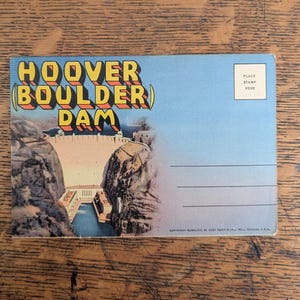 HOOVER
(BOULDER)
DAM
PLACE
STAMP
HERE